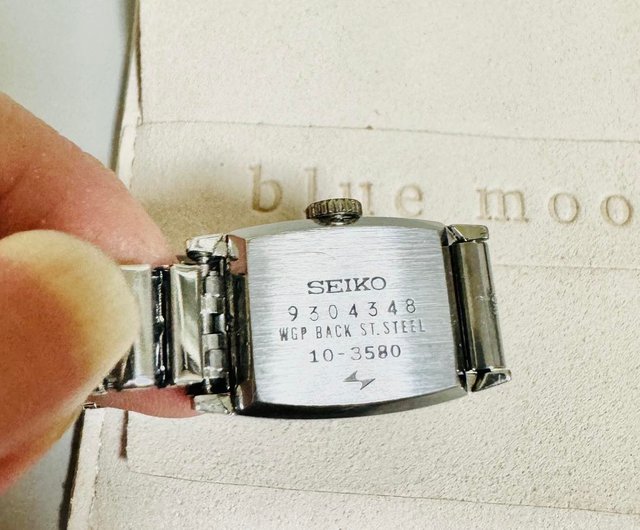 blue moo
SEIKO
9304348
WGP BACK ST.STEEL
10-3580